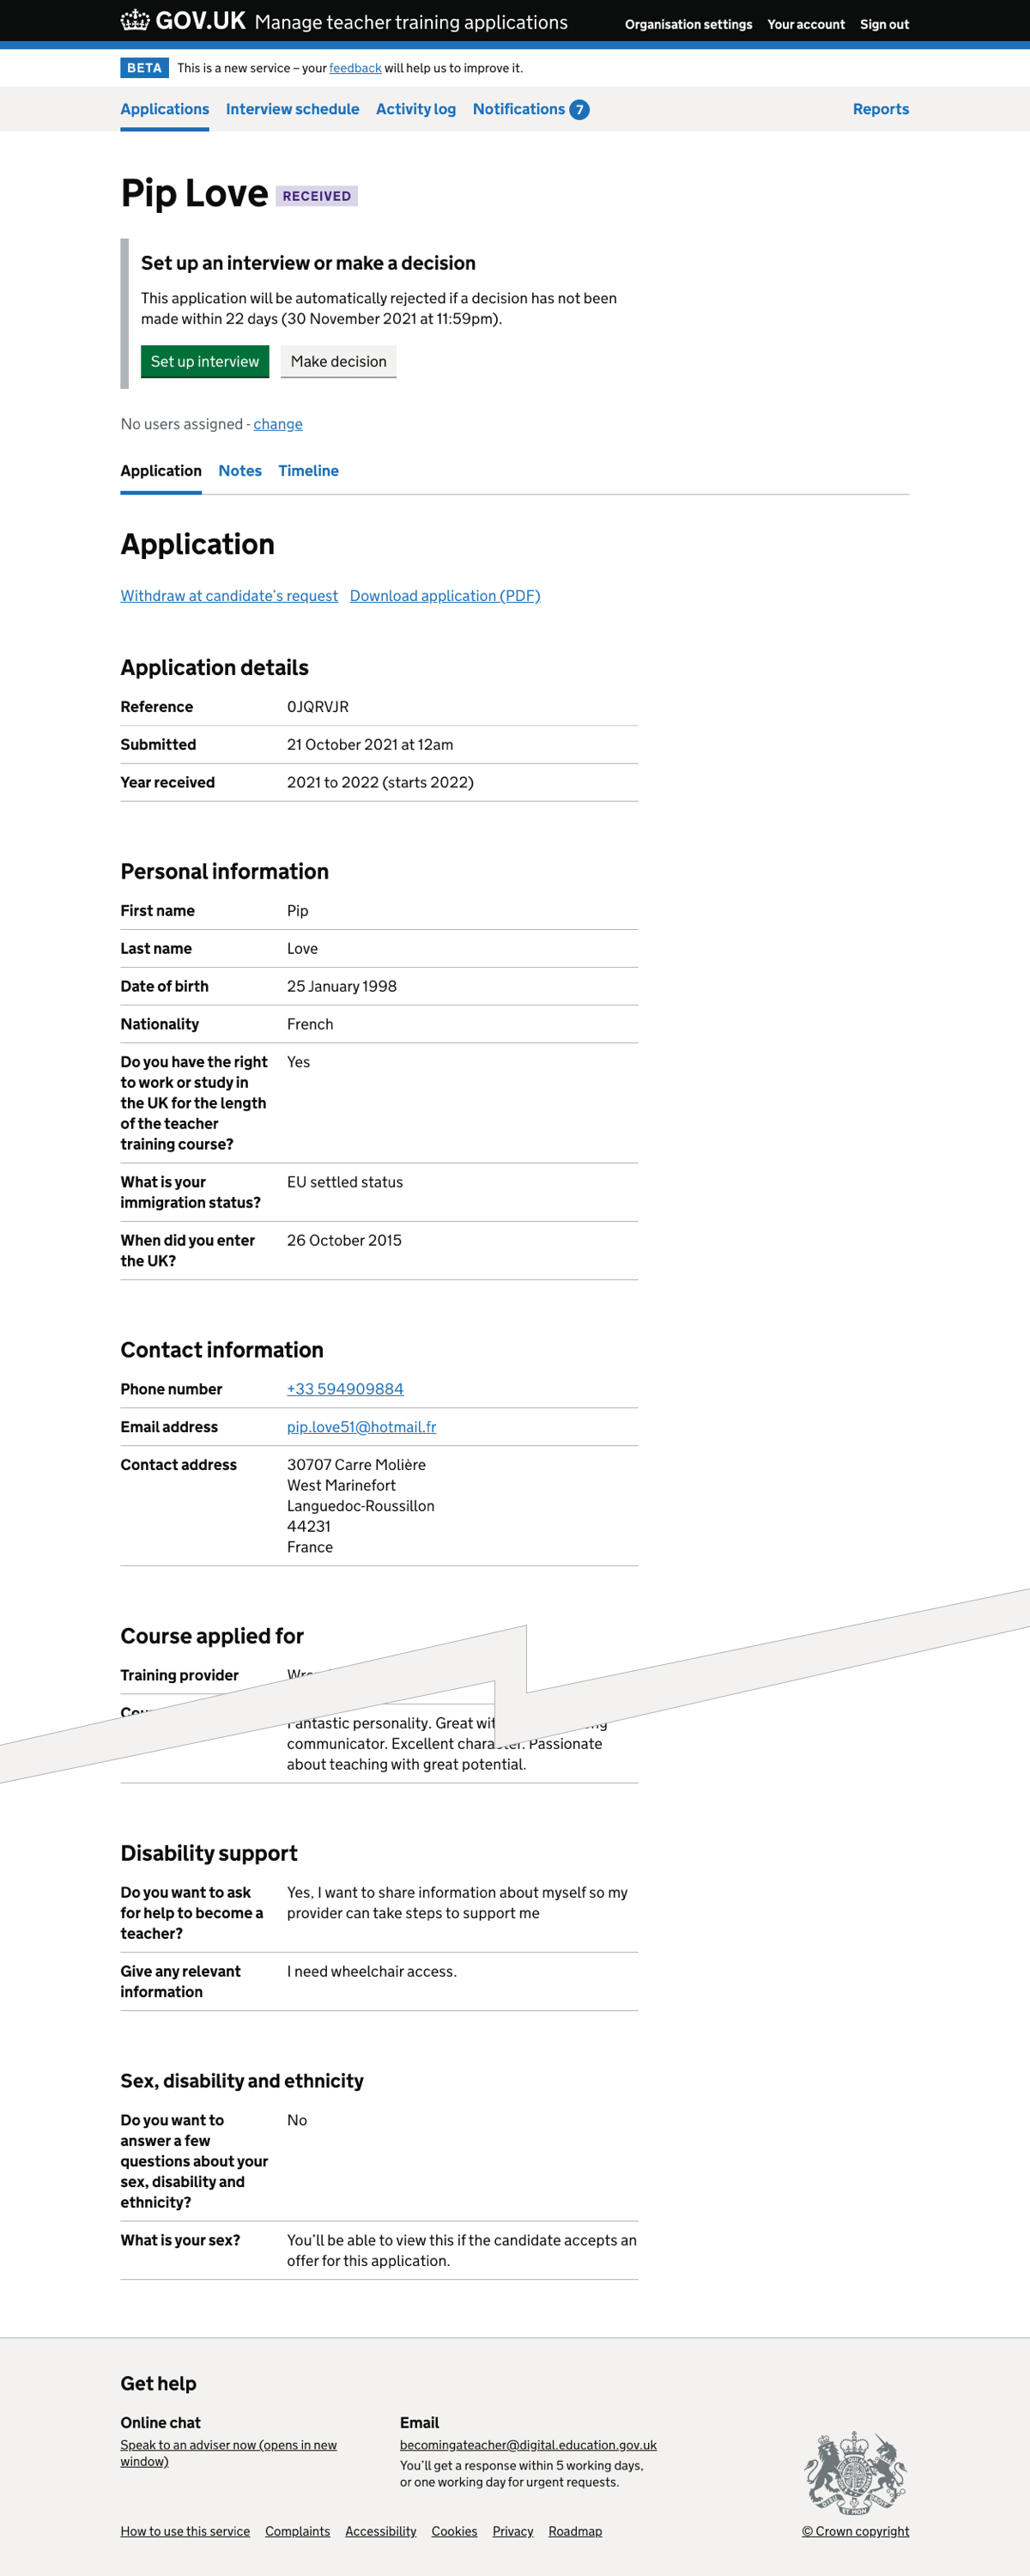 GOV.UK Manage teacher training applications Organisation settings Your account Sign out
BETA This is a new service – your feedback will help us to improve it.
Applications Interview schedule Activity log Notifications 7 Reports
Pip Love RECEIVED
Set up an interview or make a decision
This application will be automatically rejected if a decision has not been
made within 22 days (30 November 2021 at 11:59pm).
Set up interview Make decision
No users assigned - change
Application Notes Timeline
Application
Withdraw at candidate’s request Download application (PDF)
Application details
Reference 0JQRVJR
Submitted 21 October 2021 at 12am
Year received 2021 to 2022 (starts 2022)
Personal information
First name Pip
Last name Love
Date of birth 25 January 1998
Nationality French
Do you have the right Yes
to work or study in
the UK for the length
of the teacher
training course?
What is your EU settled status
immigration status?
When did you enter 26 October 2015
the UK?
Contact information
Phone number +33 594909884
Email address pip.love51@hotmail.fr
Contact address 30707 Carre Molière
West Marinefort
Languedoc-Roussillon
44231
France
Course applied for
Training provider
Fantastic personality. Great
communicator. Excellent character. Passionate
about teaching with great potential.
Disability support
Do you want to ask Yes, I want to share information about myself so my
for help to become a provider can take steps to support me
teacher?
Give any relevant I need wheelchair access.
information
Sex, disability and ethnicity
Do you want to No
answer a few
questions about your
sex, disability and
ethnicity?
What is your sex? You’ll be able to view this if the candidate accepts an
offer for this application.
Get help
Online chat Email
Speak to an adviser now (opens in new becomingateacher@digital.education.gov.uk
window) You’ll get a response within 5 working days,
or one working day for urgent requests.
How to use this service Complaints Accessibility Cookies Privacy Roadmap © Crown copyright